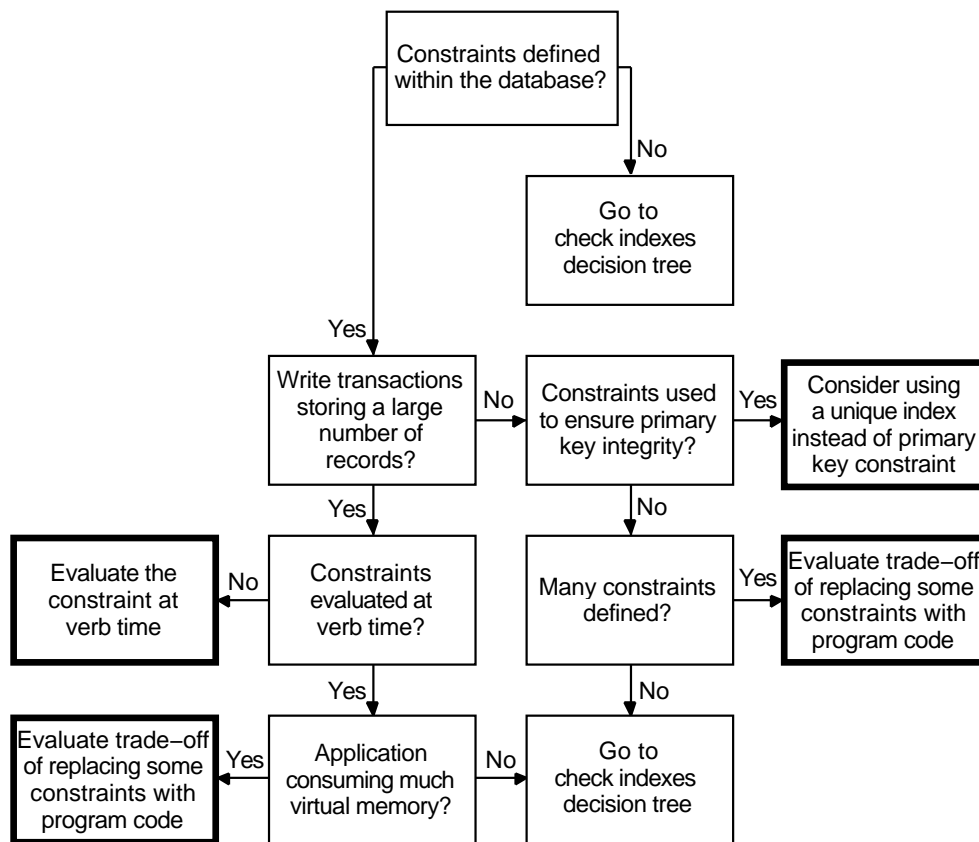 Constraints defined
within the database?
No
Go to
check indexes
decision tree
Yes
Write transactions
storing a large
number of
records?
No
Constraints used
to ensure primary
key integrity?
Yes
Consider using
a unique index
instead of primary
key constraint
Yes
No
Evaluate the
constraint at
verb time
No
Constraints
evaluated at
verb time?
Many constraints
defined?
Yes
Evaluate trade−off
of replacing some
constraints with
program code
Yes
No
Evaluate trade−off
of replacing some
constraints with
program code
Yes
Application
consuming much
virtual memory?
No
Go to
check indexes
decision tree